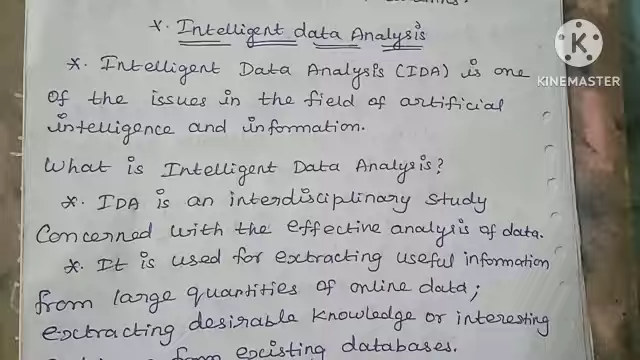 *. Intelligent data Analysis
*. Intelligent Data Analysis (IDA) is one
of the issues in the field of artificial
intelligence and information.
What is Intelligent Data Analysis?
*. IDA is an interdisciplinary study
Concerned with the effective analysis of data.
*. It is used for extracting useful information
from large quantities of online data;
extracting desirable knowledge or interesting
from existing databases.
K
KINEMASTER